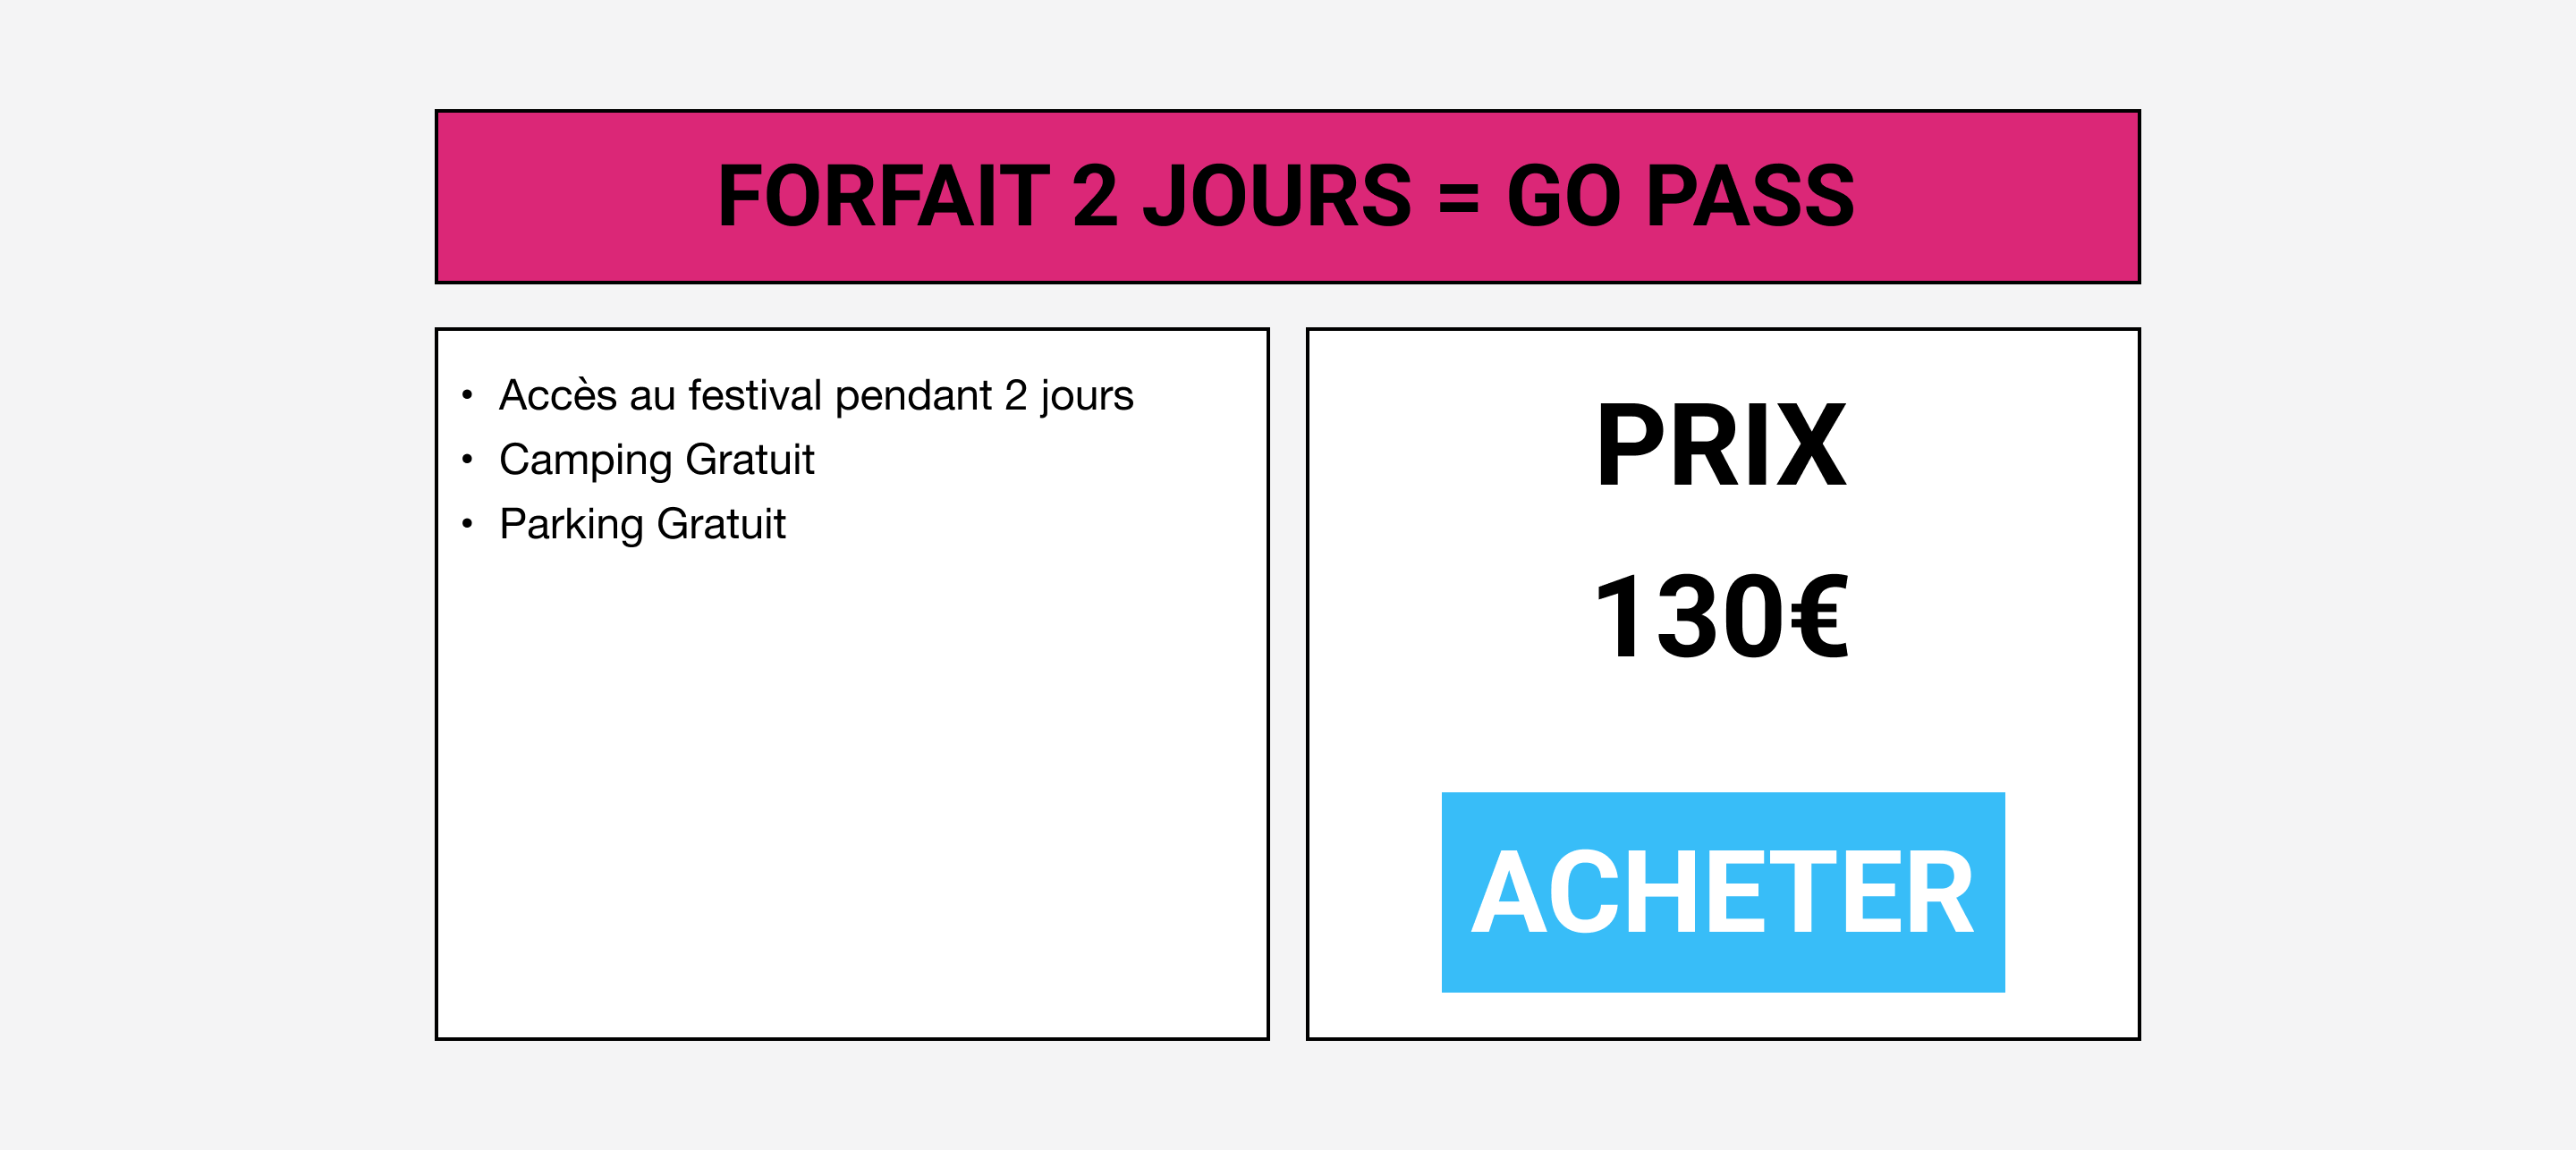 FORFAIT 2 JOURS = GO PASS
• Accès au festival pendant 2 jours
• Camping Gratuit
• Parking Gratuit
PRIX
130€
ACHETER